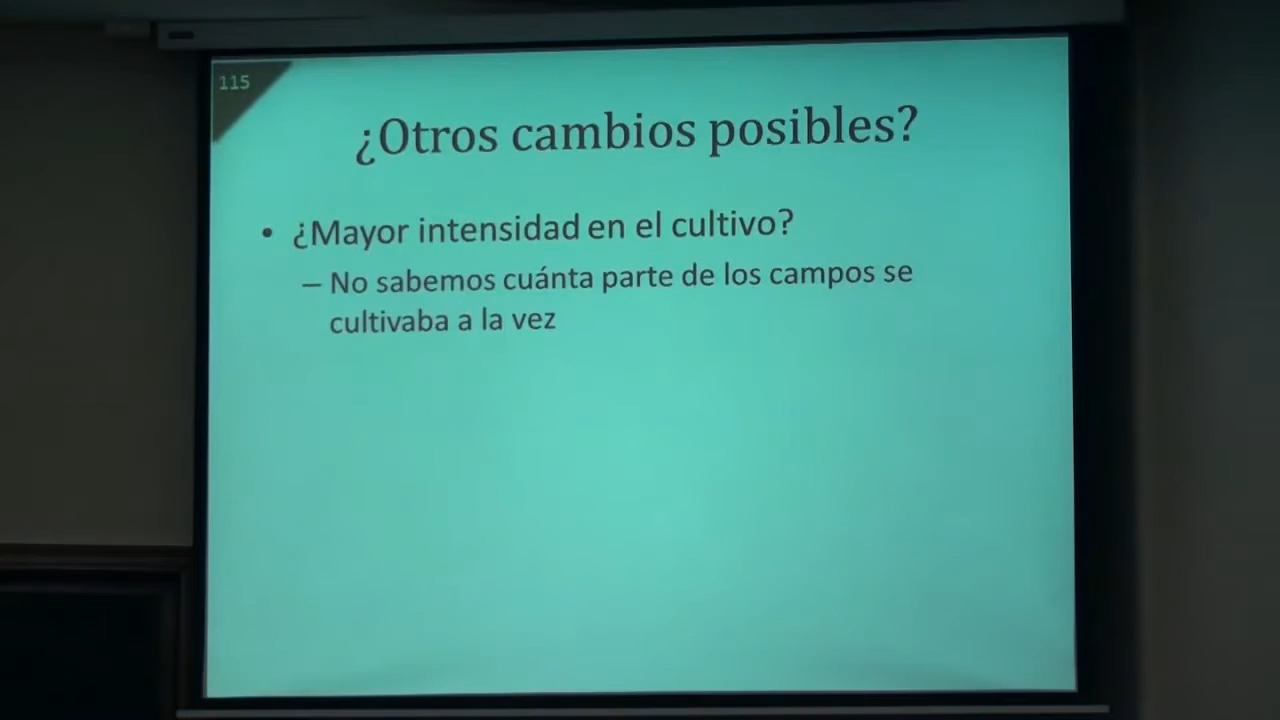 115
¿Otros cambios posibles?
• ¿Mayor intensidad en el cultivo?
– No sabemos cuánta parte de los campos se
cultivaba a la vez